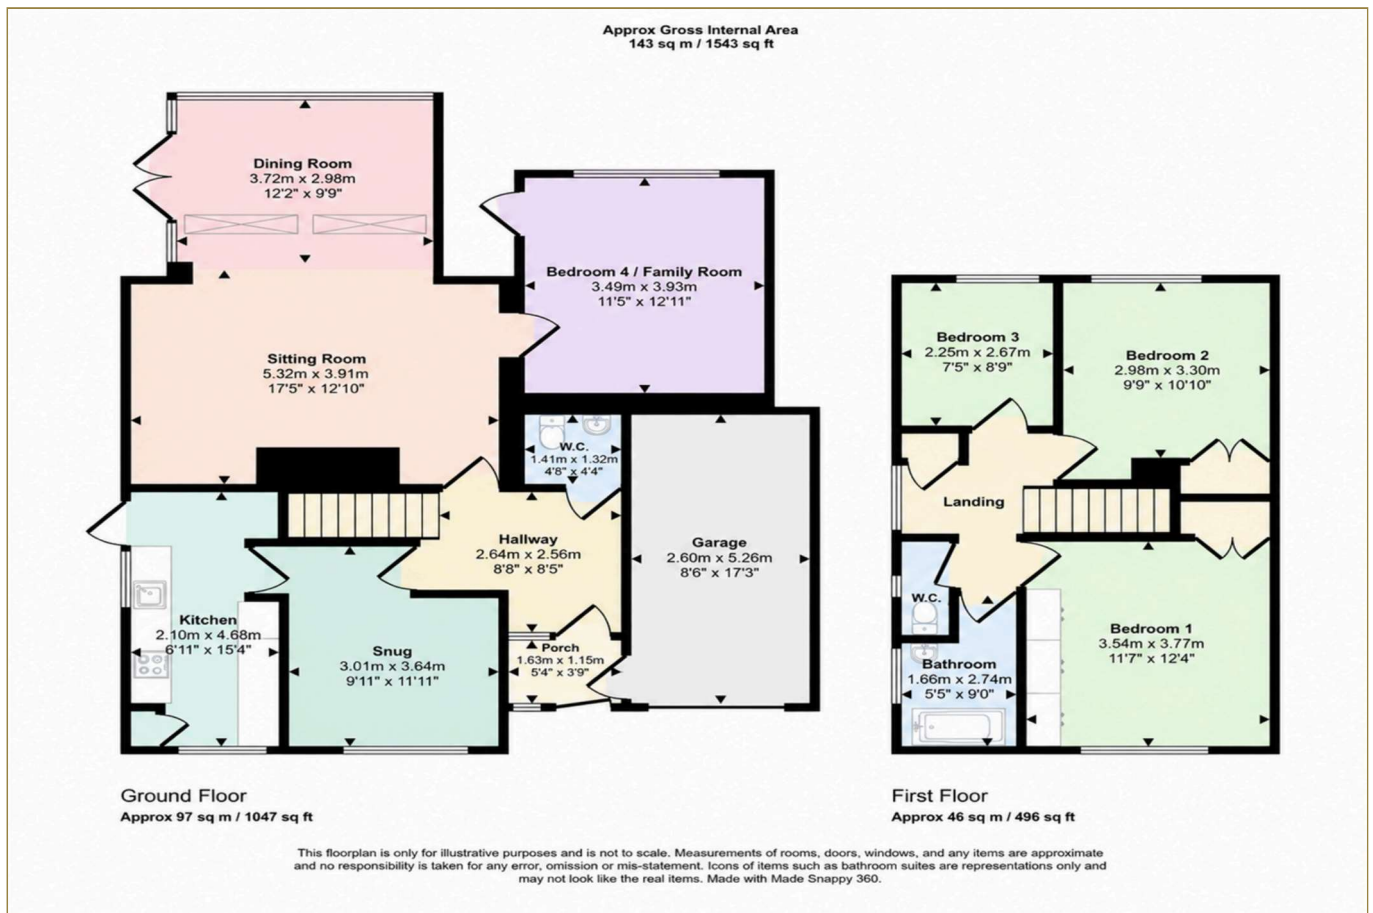 Approx Gross Internal Area
143 sq m / 1543 sq ft
Dining Room
3.72m x 2.98m
12'2" x 9'9"
Bedroom 4 / Family Room
3.49m x 3.93m
11'5" x 12'11"
Sitting Room
5.32m x 3.91m
17'5" x 12'10"
W.C.
1.41m x 1.32m
4'8" x 4'4"
Hallway
2.64m x 2.56m
8'8" x 8'5"
Garage
2.60m x 5.26m
8'6" x 17'3"
Kitchen
2.10m x 4.68m
6'11" x 15'4"
Snug
3.01m x 3.64m
9'11" x 11'11"
Porch
1.63m x 1.15m
5'4" x 3'9"
Bedroom 3
2.25m x 2.67m
7'5" x 8'9"
Bedroom 2
2.98m x 3.30m
9'9" x 10'10"
Landing
W.C.
Bedroom 1
3.54m x 3.77m
11'7" x 12'4"
Bathroom
1.66m x 2.74m
5'5" x 9'0"
Ground Floor
Approx 97 sq m / 1047 sq ft
First Floor
Approx 46 sq m / 496 sq ft
This floorplan is only for illustrative purposes and is not to scale. Measurements of rooms, doors, windows, and any items are approximate
and no responsibility is taken for any error, omission or mis-statement. Icons of items such as bathroom suites are representations only and
may not look like the real items. Made with Made Snappy 360.